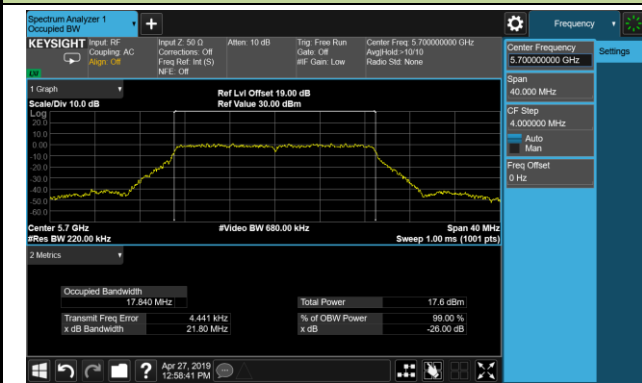 Spectrum Analyzer 1
Occupied BW
+
Frequency
KEYSIGHT
Input: RF
Coupling: AC
Align: Off
Input Z: 50 Ω
Corrections: Off
Freq Ref: Int (S)
NFE: Off
Atten: 10 dB
Trig: Free Run
Gate: Off
#IF Gain: Low
Center Freq: 5.700000000 GHz
Avg|Hold:>10/10
Radio Std: None
Center Frequency
5.700000000 GHz
Settings
Span
40.000 MHz
CF Step
4.000000 MHz
Auto
Man
Freq Offset
0 Hz
1 Graph
Scale/Div 10.0 dB
Ref Lvl Offset 19.00 dB
Ref Value 30.00 dBm
Log
20.0
10.0
0.00
-10.0
-20.0
-30.0
-40.0
-50.0
-60.0
Center 5.7 GHz
#Res BW 220.00 kHz
#Video BW 680.00 kHz
Span 40 MHz
Sweep 1.00 ms (1001 pts)
2 Metrics
Occupied Bandwidth
17.840 MHz
Total Power
17.6 dBm
Transmit Freq Error
4.441 kHz
% of OBW Power
99.00 %
x dB Bandwidth
21.80 MHz
x dB
-26.00 dB
?
Apr 27, 2019
12:58:41 PM